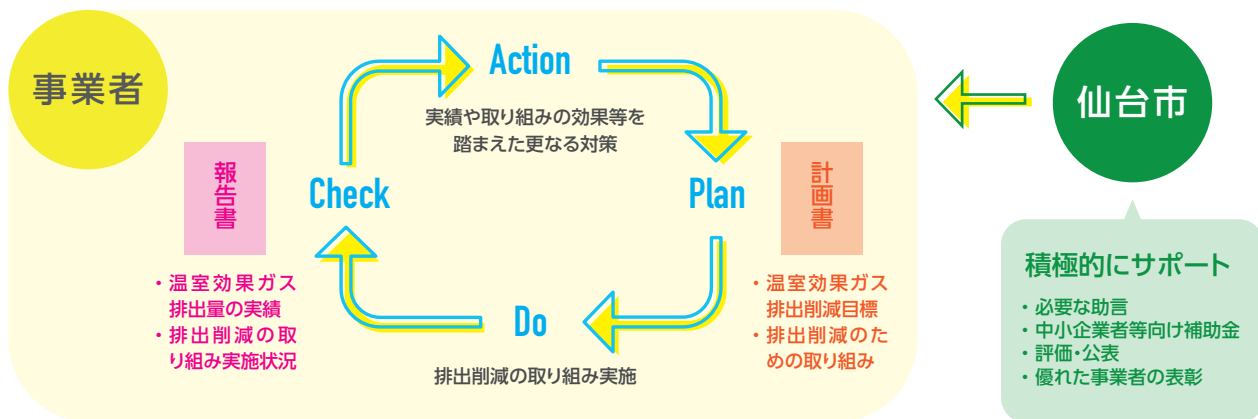 事業者
Action
実績や取り組みの効果等を
踏まえた更なる対策
報告書
Check
・温室効果ガス
排出量の実績
・排出削減の取
り組み実施状況
Plan
計画書
・温室効果ガス
排出削減目標
・排出削減のた
めの取り組み
Do
排出削減の取り組み実施
仙台市
積極的にサポート
・必要な助言
・中小企業者等向け補助金
・評価・公表
・優れた事業者の表彰